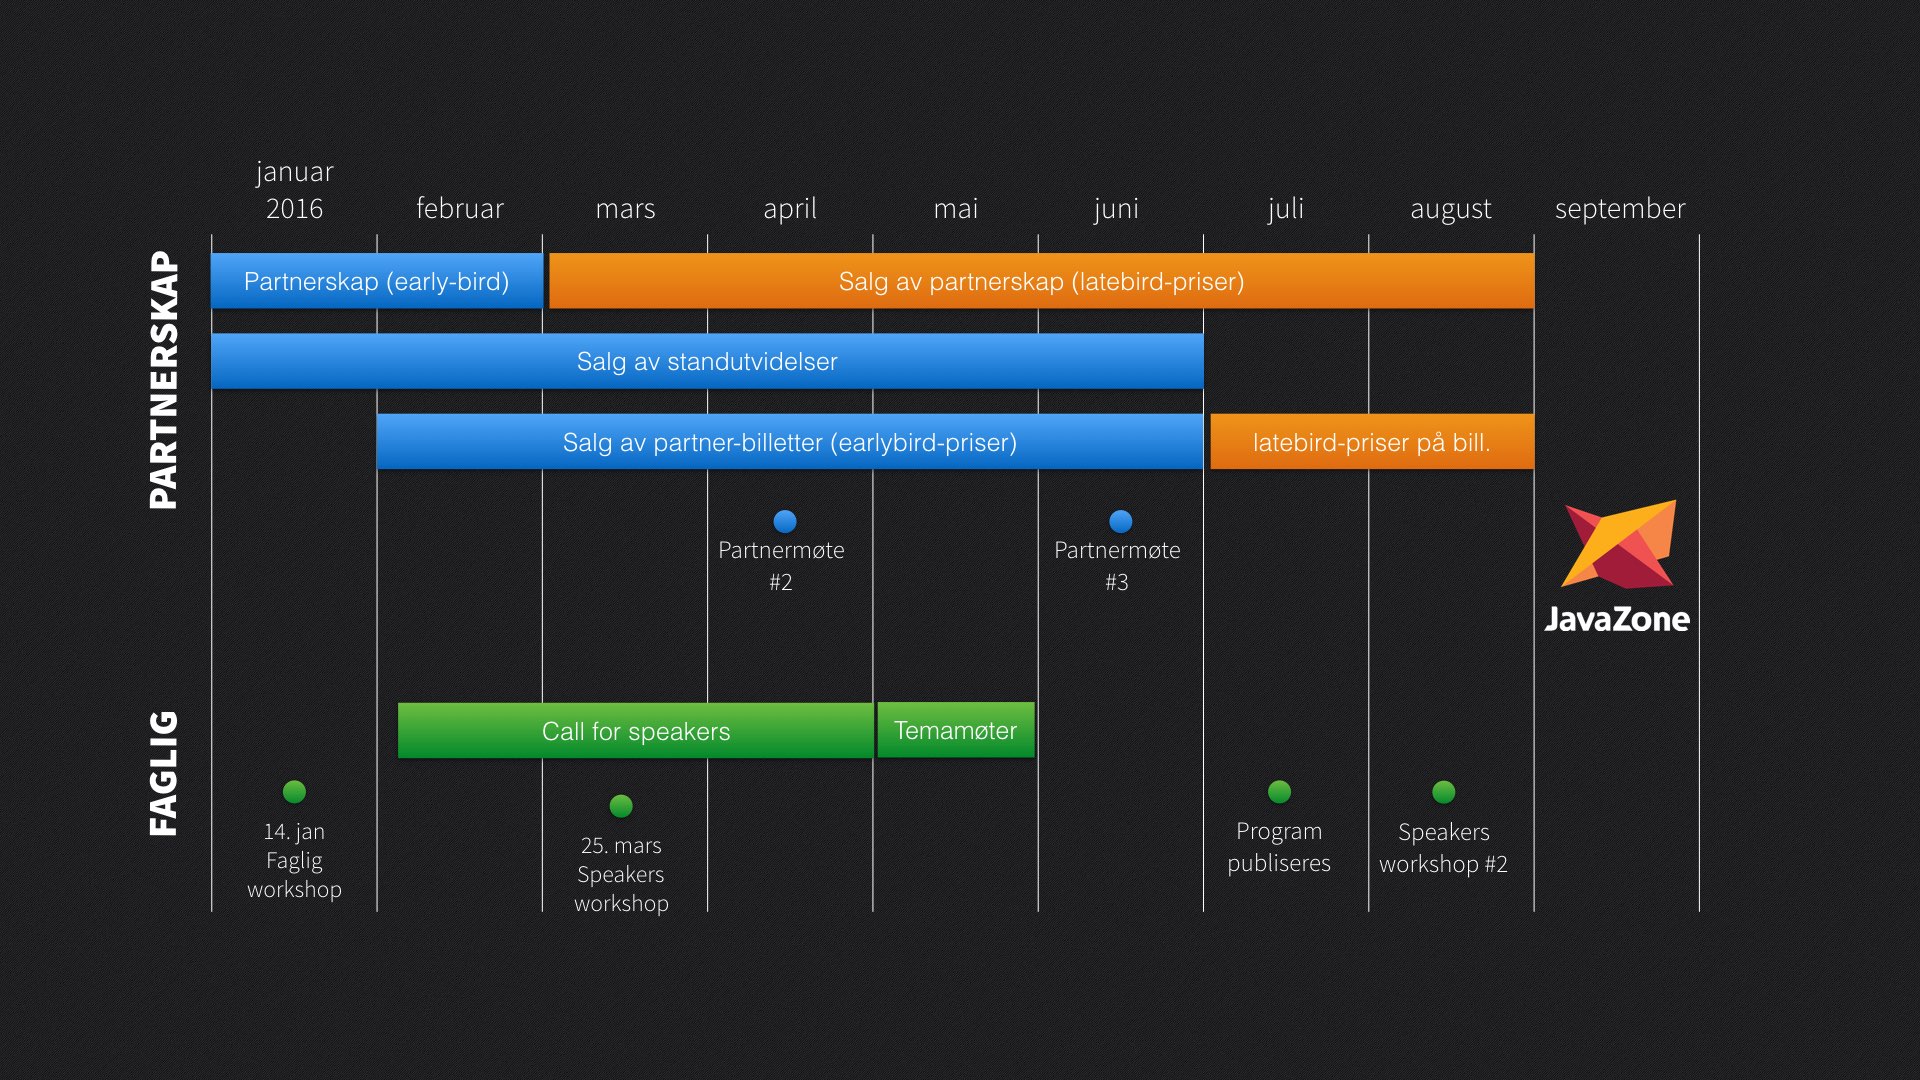 januar
2016
februar
mars
april
mai
juni
juli
august
september
PARTNERSKAP
Partnerskap (early-bird)
Salg av partnerskap (latebird-priser)
Salg av standutvidelser
Salg av partner-billetter (earlybird-priser)
latebird-priser på bill.
Partnermøte
#2
Partnermøte
#3
JavaZone
FAGLIG
Call for speakers
Temamøter
14. jan
Faglig
workshop
25. mars
Speakers
workshop
Program
publiseres
Speakers
workshop #2